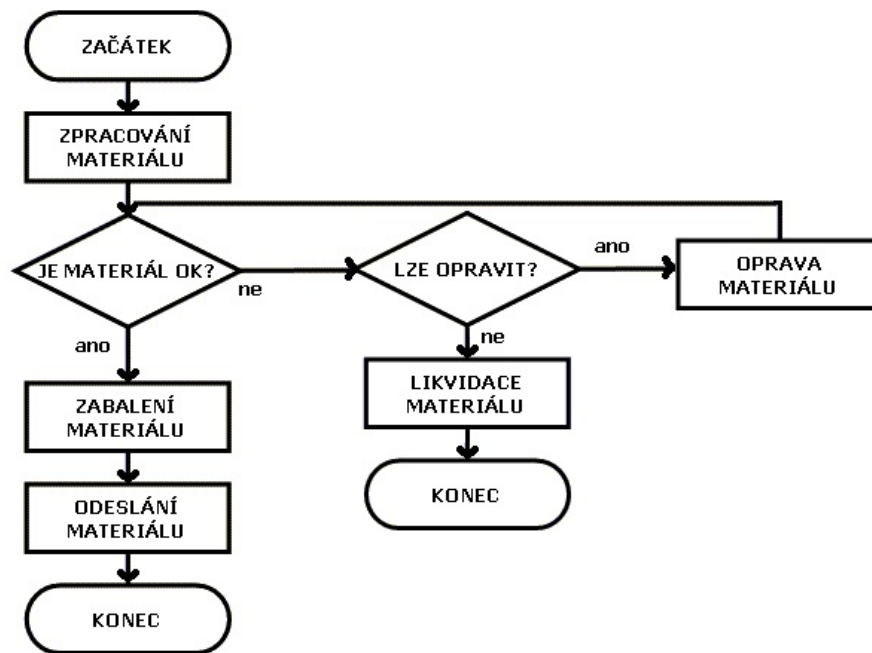 ZAČÁTEK
ZPRACOVÁNÍ
MATERIÁLU
JE MATERIÁL OK?
ne
LZE OPRAVIT?
ano
OPRAVA
MATERIÁLU
ano
ne
ZABALENÍ
MATERIÁLU
LIKVIDACE
MATERIÁLU
ODESLÁNÍ
MATERIÁLU
KONEC
KONEC